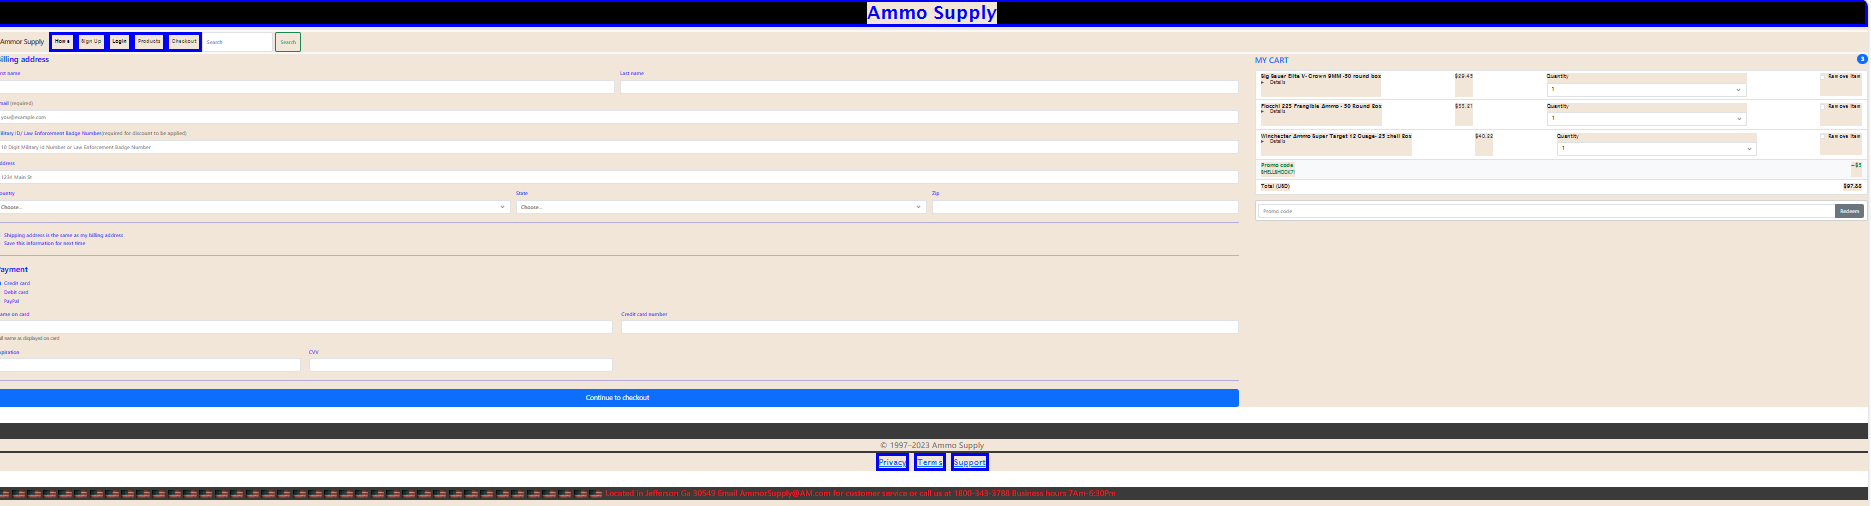 Ammo Supply
Ammor Supply Home Sign Up Login Products Checkout Search Search
illing address
rst name Last name
mail (required)
you@example.com
ilitary ID/ Law Enforcement Badge Number(required for discount to be applied)
10 Digit Military Id Number or Law Enforcement Badge Number
ddress
1234 Main St
ountry State Zip
Choose... Choose...
Shipping address is the same as my billing address
Save this information for next time
ayment
Credit card
Debit card
PayPal
ame on card Credit card number
ull name as displayed on card
xpiration CVV
Continue to checkout
MY CART 3
Sig Sauer Elite V-Crown 9MM -50 round box $29.45 Quantity Remove Item
Details
1
Fiocchi 223 Frangible Ammo - 50 Round Box Quantity Remove Item
Details
1
Winchester Ammo Super Target 12 Guage- 25 shell Box $40.22 Quantity Remove Item
Details
1
Promo code −$5
SHELLSHOCK71
Total (USD) $97.88
Promo code Redeem
© 1997–2023 Ammo Supply
Privacy Terms Support
Located in Jefferson Ga 30549 Email AmmorSupply@AM.com for customer service or call us at 1800-343-3788 Business hours 7Am-6:30Pm